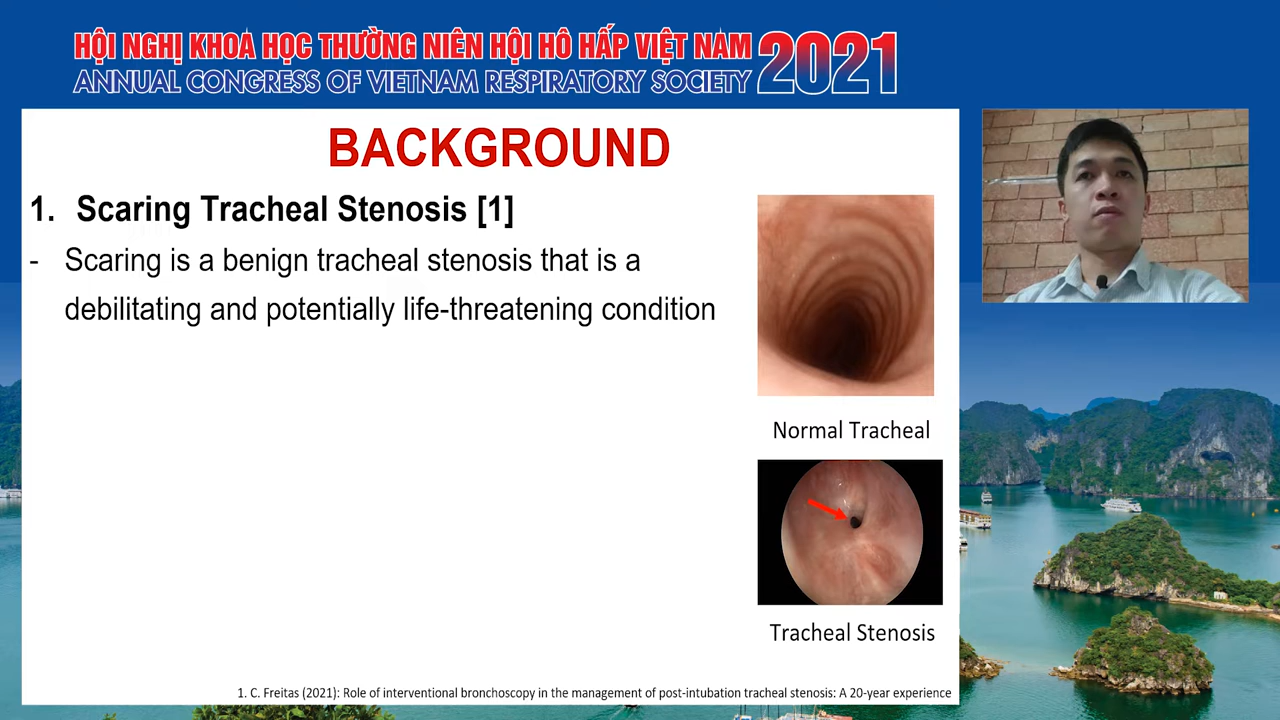 HỘI NGHỊ KHOA HỌC THƯỜNG NIÊN HỘI HÔ HẤP VIỆT NAM 2021
ANNUAL CONGRESS OF VIETNAM RESPIRATORY SOCIETY
BACKGROUND
1. Scaring Tracheal Stenosis [1]
- Scaring is a benign tracheal stenosis that is a
debilitating and potentially life-threatening condition
Normal Tracheal
Tracheal Stenosis
1. C. Freitas (2021): Role of interventional bronchoscopy in the management of post-intubation tracheal stenosis: A 20-year experience